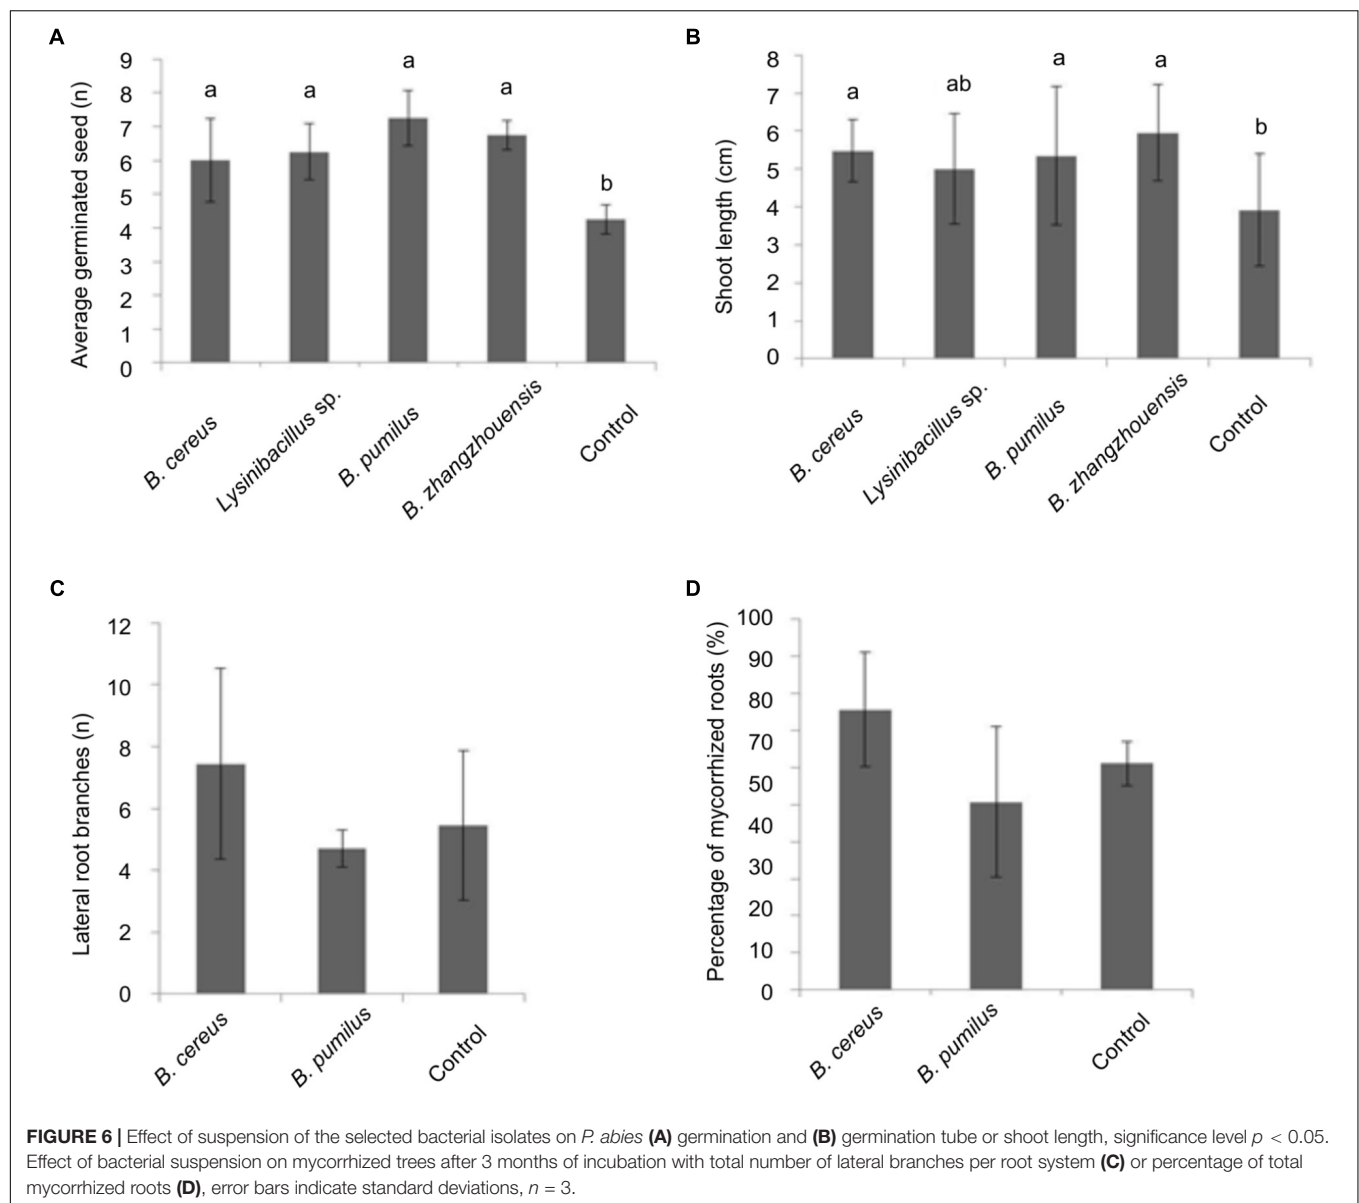 A
B
9
8
7
6
5
4
3
2
1
0
Average germinated seed (n)
a
a
a
a
b
B. cereus
Lysinibacillus sp.
B. pumilus
B. zhangzhouensis
Control
8
7
6
5
4
3
2
1
0
Shoot length (cm)
a
ab
a
a
b
B. cereus
Lysinibacillus sp.
B. pumilus
B. zhangzhouensis
Control
C
D
12
10
8
6
4
2
0
Lateral root branches (n)
B. cereus
B. pumilus
Control
100
90
80
70
50
40
30
20
10
0
Percentage of mycorrhized roots (%)
B. cereus
B. pumilus
Control
FIGURE 6 | Effect of suspension of the selected bacterial isolates on P. abies (A) germination and (B) germination tube or shoot length, significance level p < 0.05.
Effect of bacterial suspension on mycorrhized trees after 3 months of incubation with total number of lateral branches per root system (C) or percentage of total
mycorrhized roots (D), error bars indicate standard deviations, n = 3.